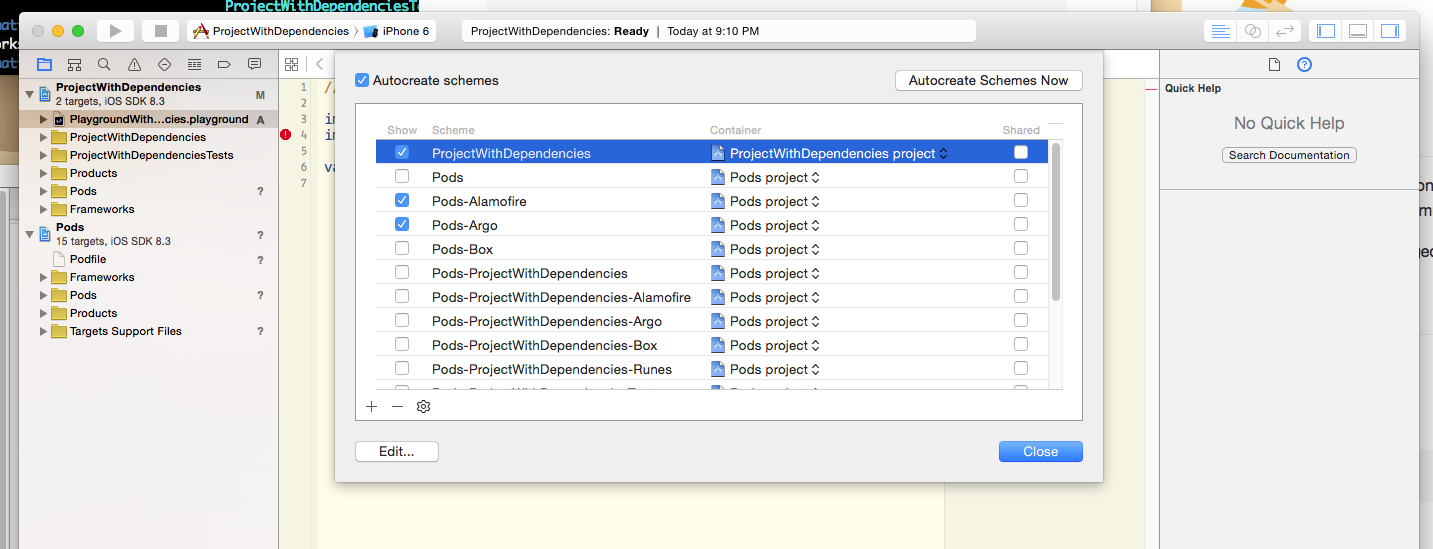 ProjectWithDependenciesTes
ProjectWithDependencies iPhone 6 ProjectWithDependencies: Ready | Today at 9:10 PM
ProjectWithDependencies M
2 targets, iOS SDK 8.3
PlaygroundWith...cies.playground A
ProjectWithDependencies
ProjectWithDependenciesTests
Products
Pods ?
Frameworks
Pods ?
15 targets, iOS SDK 8.3
Podfile ?
Frameworks
Pods ?
Products
Targets Support Files ?
1 //
2
3 im
4 im
5
6 va
7
Autocreate schemes Autocreate Schemes Now
Show Scheme Container Shared
ProjectWithDependencies ProjectWithDependencies project
Pods Pods project
Pods-Alamofire Pods project
Pods-Argo Pods project
Pods-Box Pods project
Pods-ProjectWithDependencies Pods project
Pods-ProjectWithDependencies-Alamofire Pods project
Pods-ProjectWithDependencies-Argo Pods project
Pods-ProjectWithDependencies-Box Pods project
Pods-ProjectWithDependencies-Runes Pods project
Edit... Close
Quick Help
No Quick Help
Search Documentation